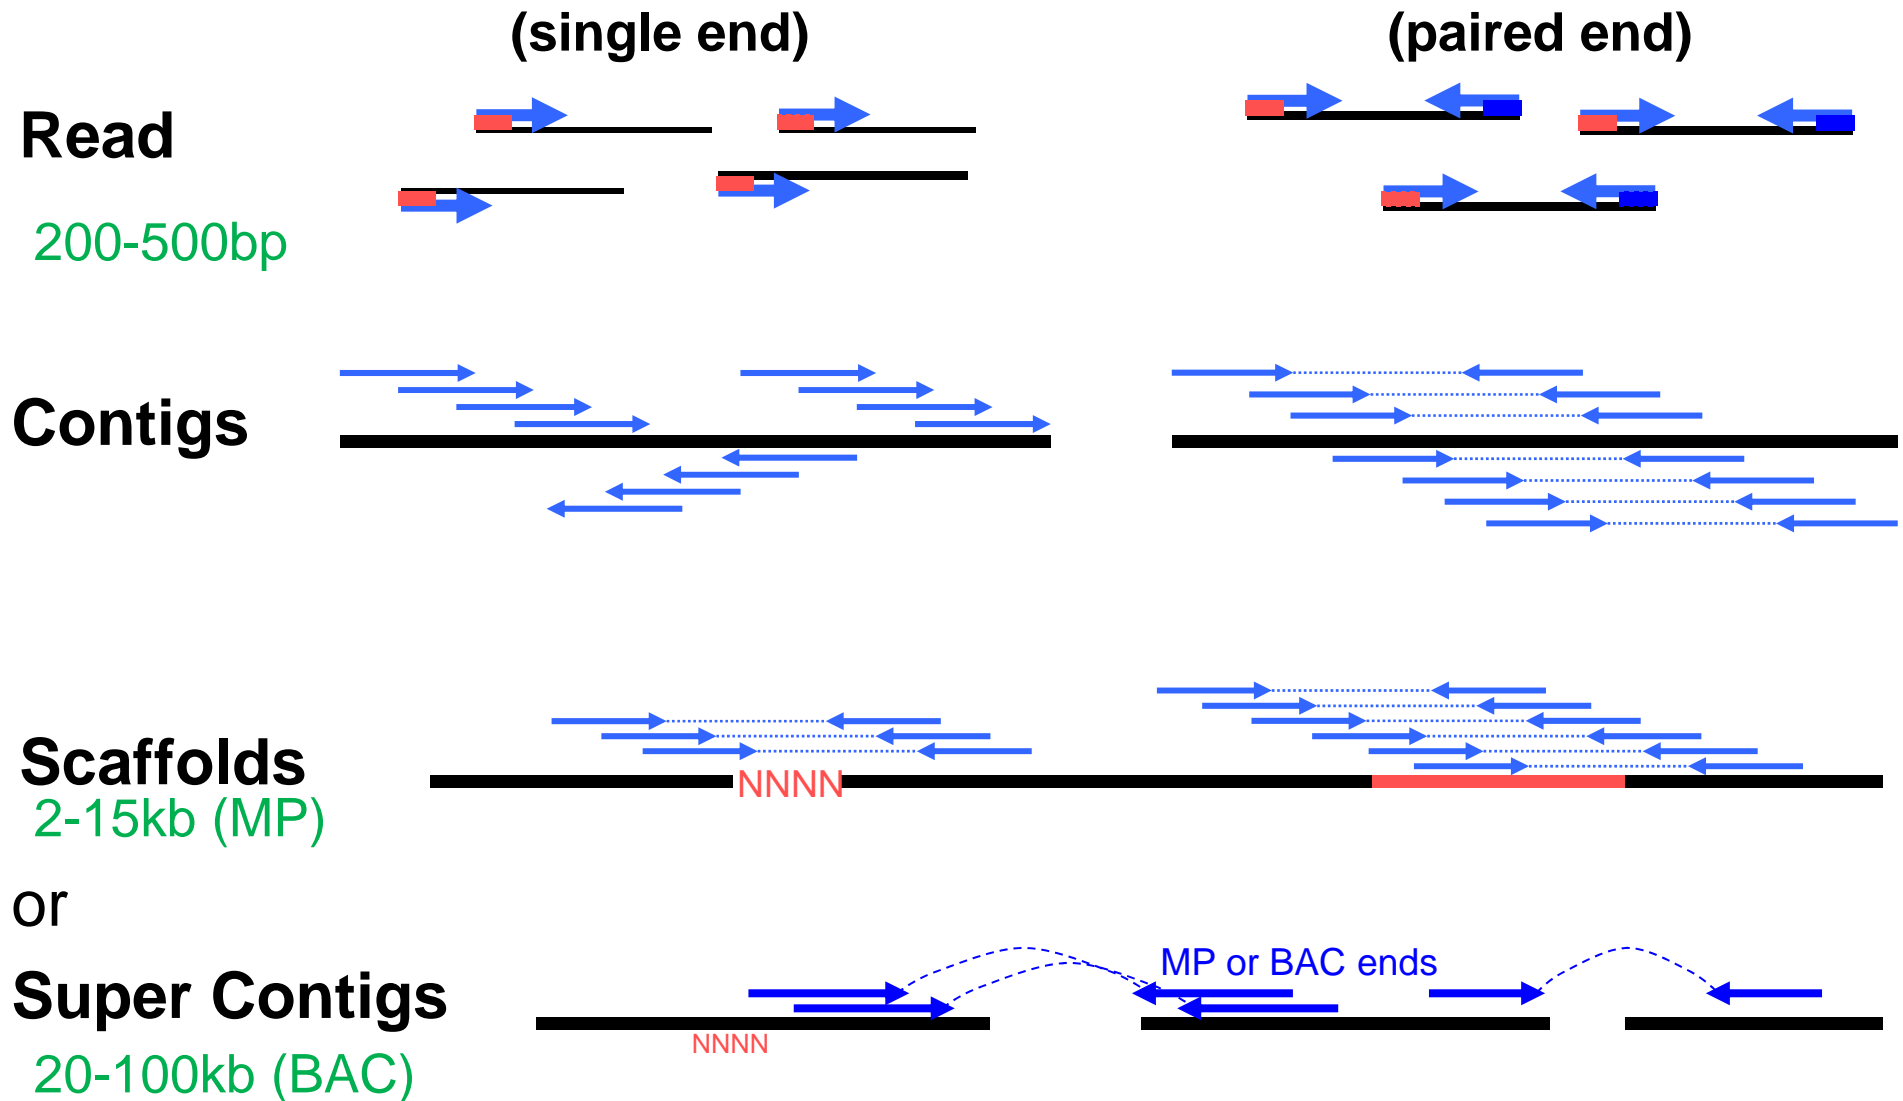 (single end)
(paired end)
Read
200-500bp
Contigs
Scaffolds
NNNN
2-15kb (MP)
or
MP or BAC ends
Super Contigs
NNNN
20-100kb (BAC)